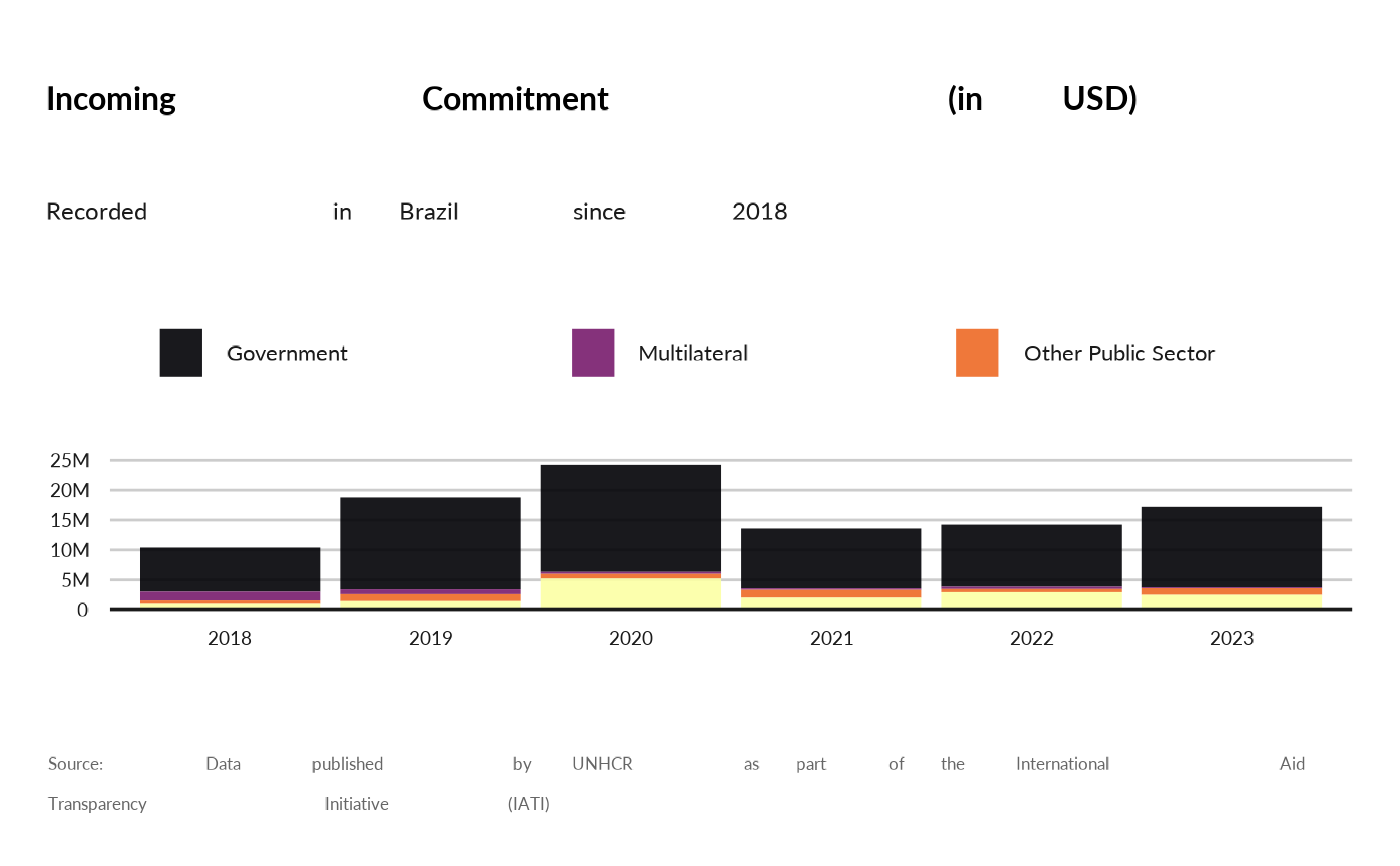 Incoming Commitment (in USD)
Recorded in Brazil since 2018
Government Multilateral Other Public Sector
25M
20M
15M
10M
5M
0
2018 2019 2020 2021 2022 2023
Source: Data published by UNHCR as part of the International Aid
Transparency Initiative (IATI)